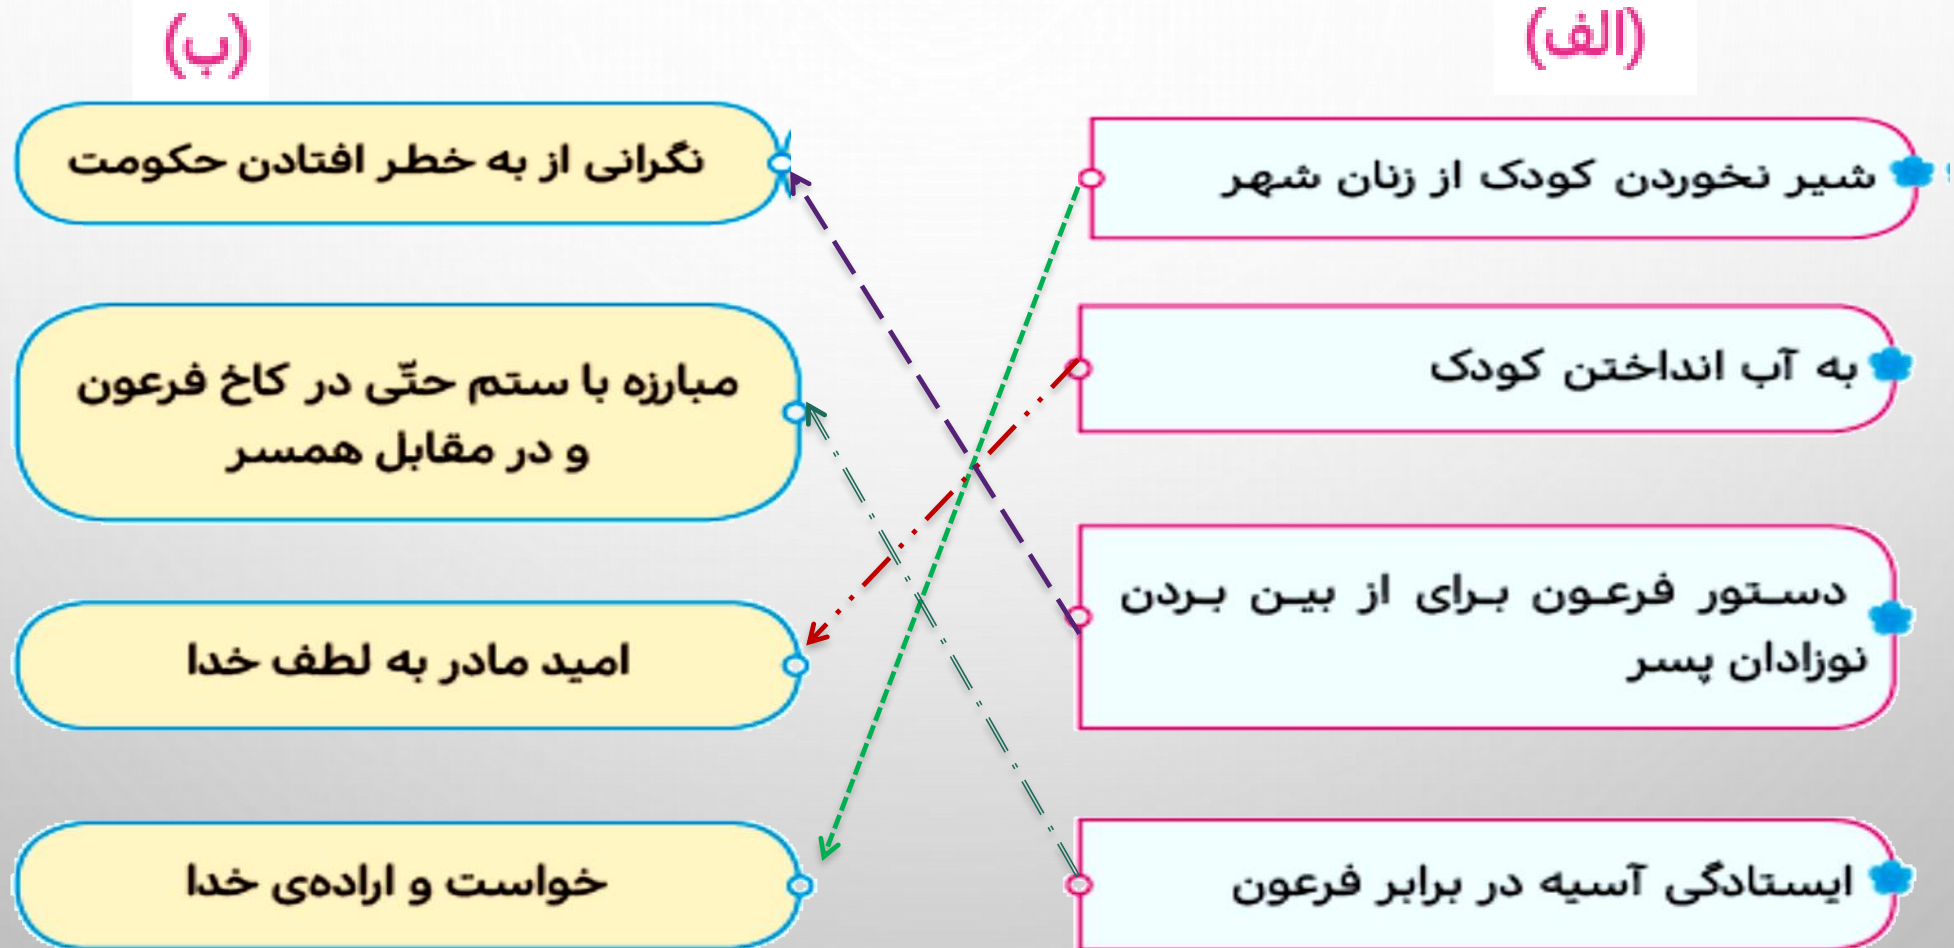 (الف)
شیر نخوردن کودک از زنان شهر
به آب انداختن کودک
دستور فرعون برای از بین بردن
نوزادان پسر
ایستادگی آسیه در برابر فرعون
(ب)
نگرانی از به خطر افتادن حکومت
مبارزه با ستم حتّی در کاخ فرعون
و در مقابل همسر
امید مادر به لطف خدا
خواست و اراده‌ی خدا